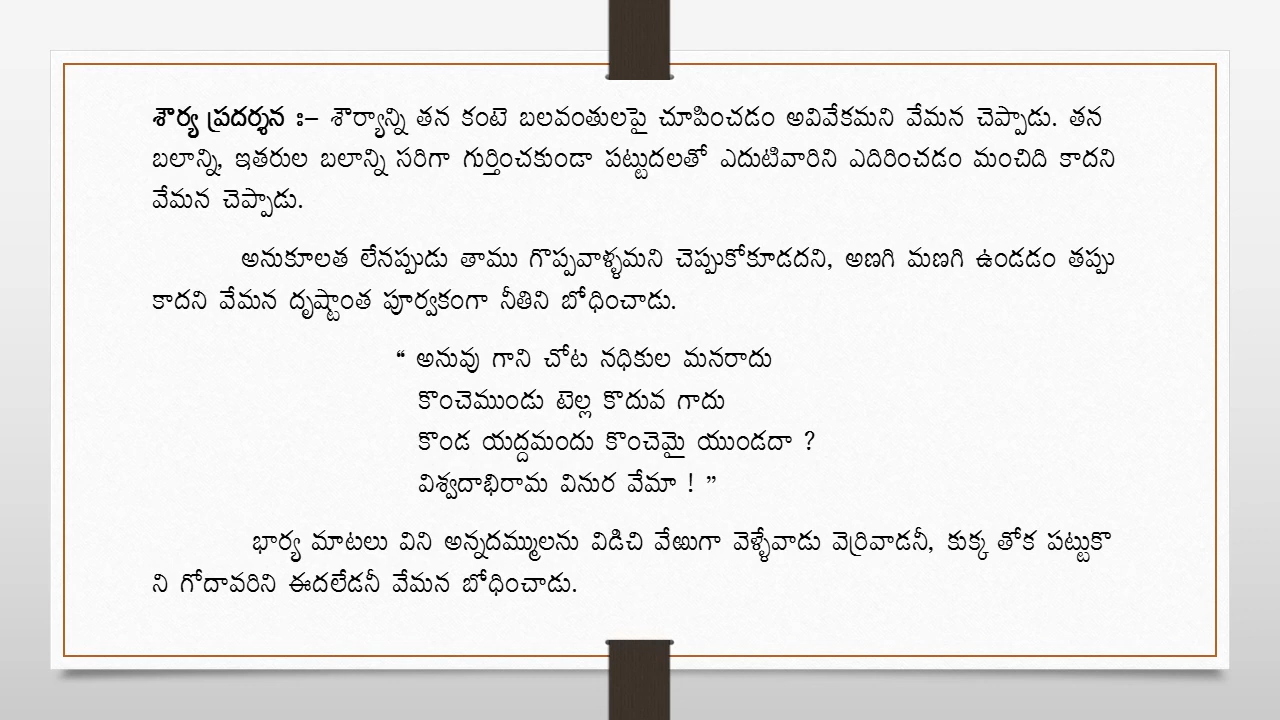 శౌర్య ప్రదర్శన ః– శౌర్యాన్ని తన కంటె బలవంతులపై చూపించడం అవివేకమని వేమన చెప్పాడు. తన
బలాన్ని, ఇతరుల బలాన్ని సరిగా గుర్తించకుండా పట్టుదలతో ఎదుటివారిని ఎదిరించడం మంచిది కాదని
వేమన చెప్పాడు.
అనుకూలత లేనప్పుడు తాము గొప్పవాళ్ళమని చెప్పుకోకూడదని, అణగి మణగి ఉండడం తప్పు
కాదని వేమన దృష్టాంత పూర్వకంగా నీతిని బోధించాడు.
“ అనువు గాని చోట నధికుల మనరాదు
కొంచెముండు టెల్ల కొదువ గాదు
కొండ యద్దమందు కొంచెమై యుండదా ?
విశ్వదాభిరామ వినుర వేమా ! ”
భార్య మాటలు విని అన్నదమ్ములను విడిచి వేఱుగా వెళ్ళేవాడు వెర్రివాడనీ, కుక్క తోక పట్టుకొ
ని గోదావరిని ఈదలేడనీ వేమన బోధించాడు.